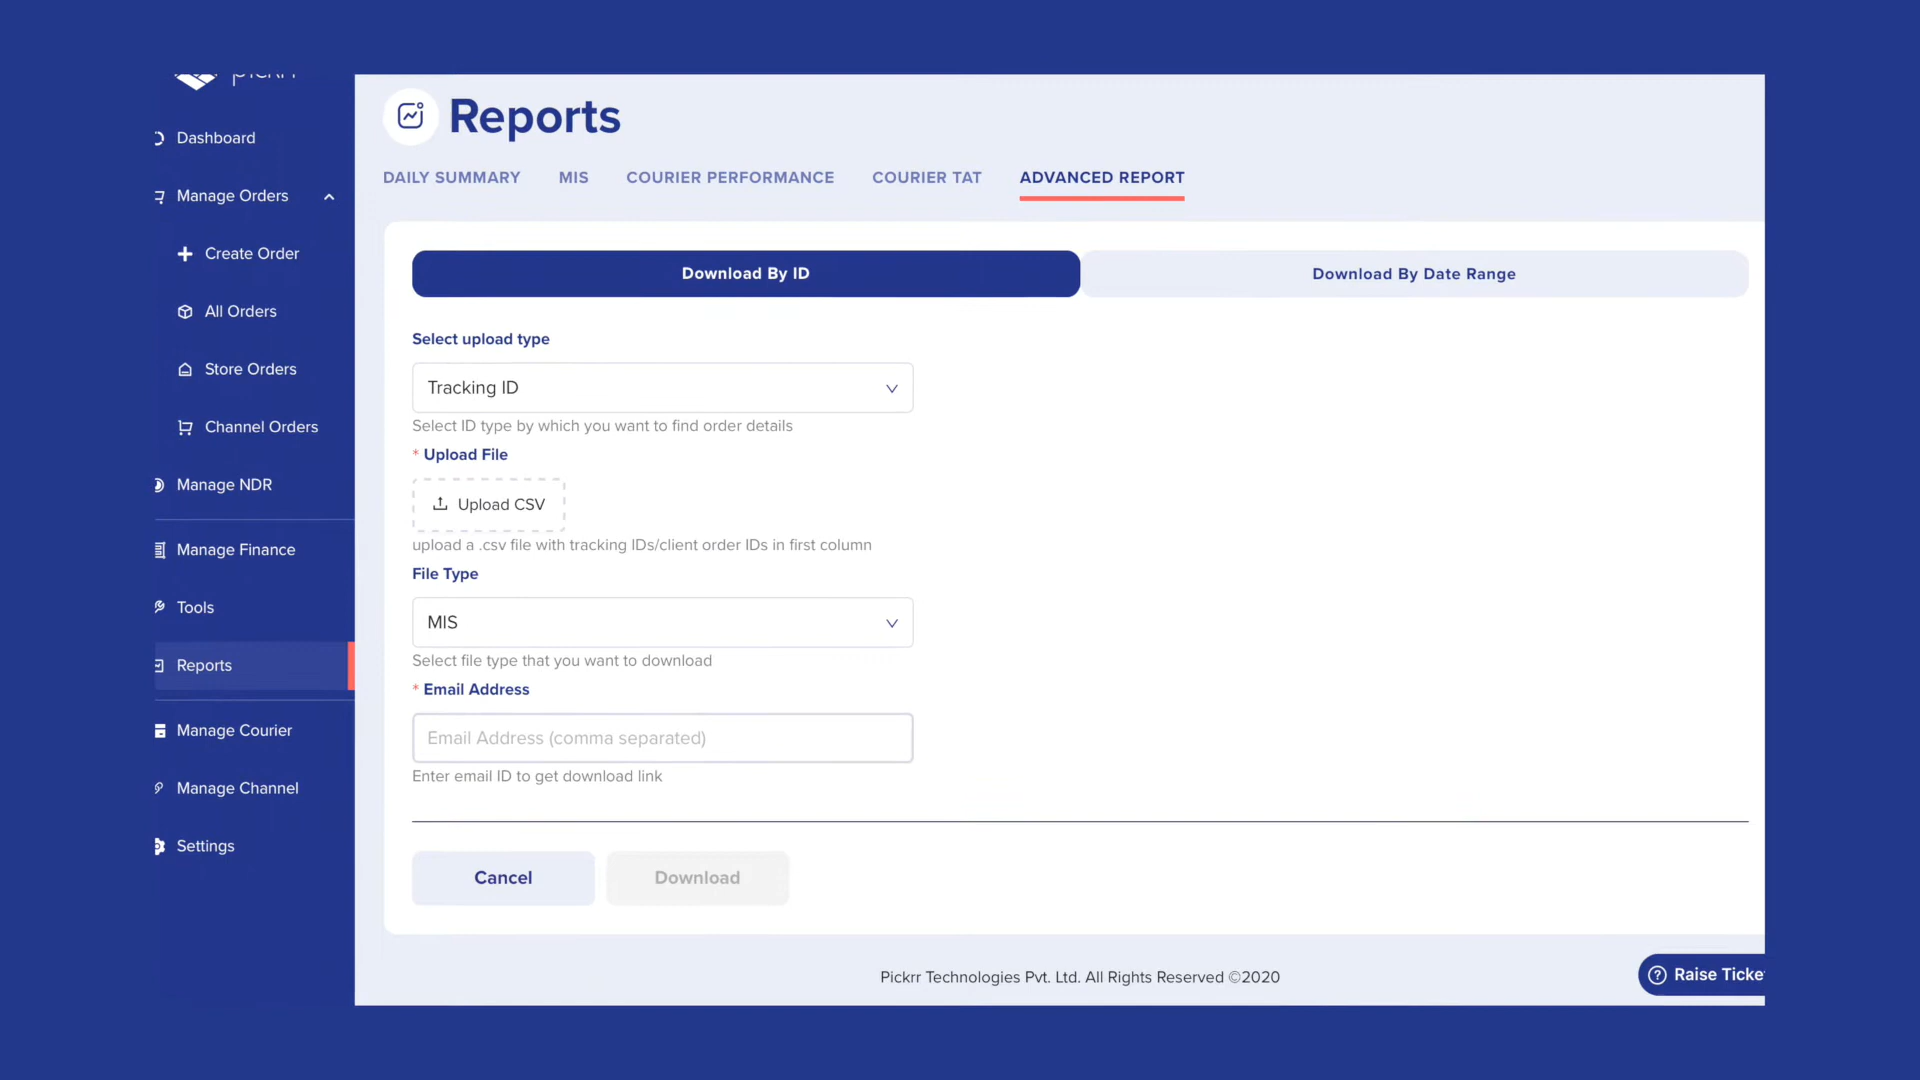 Dashboard
Manage Orders
Create Order
All Orders
Store Orders
Channel Orders
Manage NDR
Manage Finance
Tools
Reports
Manage Courier
Manage Channel
Settings
Reports
DAILY SUMMARY MIS COURIER PERFORMANCE COURIER TAT ADVANCED REPORT
Download By ID Download By Date Range
Select upload type
Tracking ID
Select ID type by which you want to find order details
* Upload File
Upload CSV
upload a .csv file with tracking IDs/client order IDs in first column
File Type
MIS
Select file type that you want to download
* Email Address
Email Address (comma separated)
Enter email ID to get download link
Cancel Download
Pickrr Technologies Pvt. Ltd. All Rights Reserved ©2020
Raise Ticke